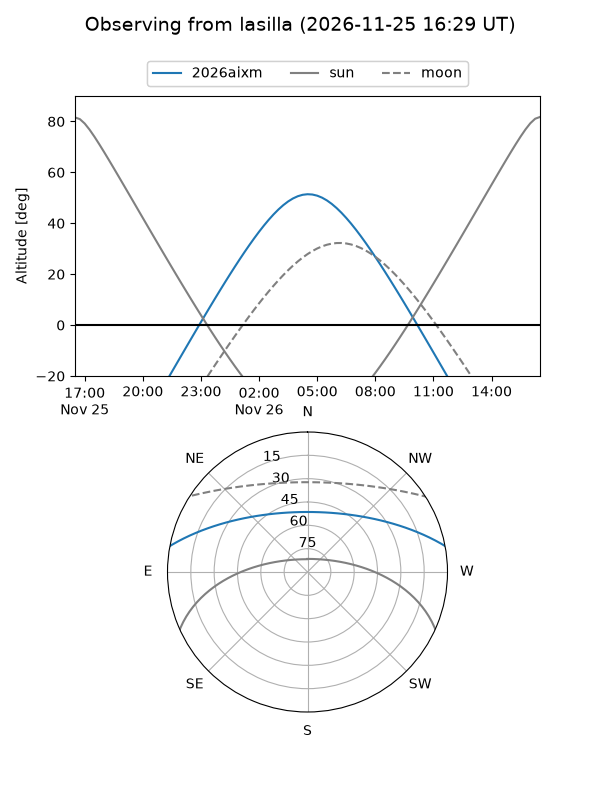 Observing from lasilla (2026-11-25 16:29 UT)
2026aixm
sun
moon
Altitude [deg]
80
60
40
20
0
−20
17:00
Nov 25
20:00
23:00
02:00
Nov 26
05:00
08:00
11:00
14:00
N
NE
NW
15
30
45
60
75
E
W
SE
SW
S